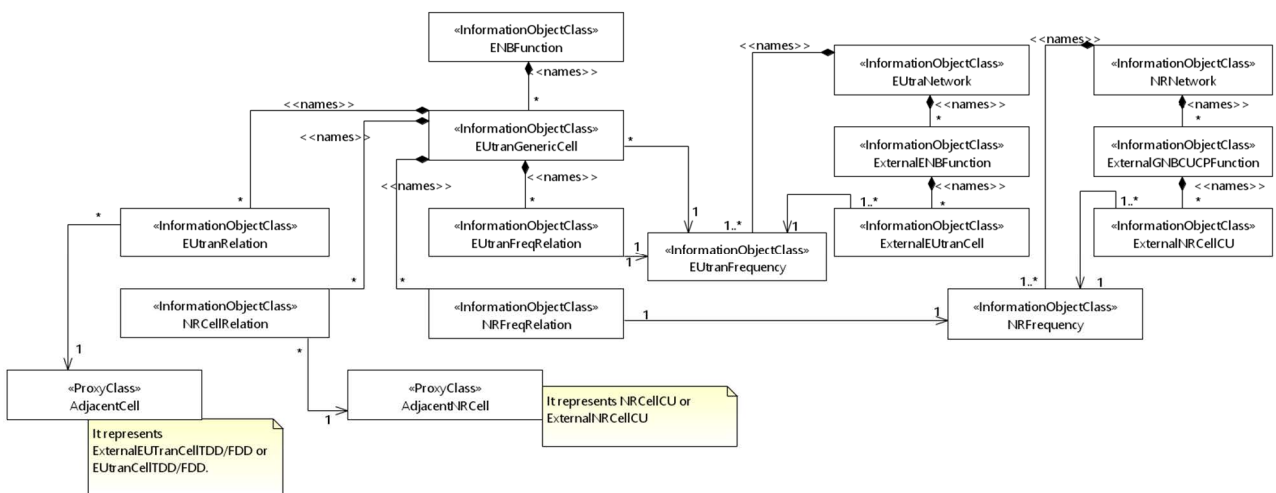 «InformationObjectClass»
ENBFunction
<<names>>
*
<<names>>
«InformationObjectClass»
EUtraNetwork
<<names>>
*
<<names>>
«InformationObjectClass»
NRNetwork
<<names>>
*
<<names>>
<<names>>
«InformationObjectClass»
EUtranGenericCell
*
<<names>>
*
<<names>>
«InformationObjectClass»
ExternalENBFunction
<<names>>
*
«InformationObjectClass»
ExternalGNBCUCPFunction
<<names>>
*
*
*
«InformationObjectClass»
EUtranRelation
«InformationObjectClass»
EUtranFreqRelation
1
1
1
1..*
1
1..*
«InformationObjectClass»
EUtranFrequency
«InformationObjectClass»
ExternalEUtranCell
1..*
«InformationObjectClass»
ExternalNRCellCU
*
«InformationObjectClass»
NRCellRelation
*
*
«InformationObjectClass»
NRFreqRelation
1
1
1..*
1
«InformationObjectClass»
NRFrequency
1
«ProxyClass»
AdjacentCell
It represents
ExternalEUTranCellTDD/FDD or
EUtranCellTDD/FDD.
1
«ProxyClass»
AdjacentNRCell
It represents NRCellCU or
ExternalNRCellCU